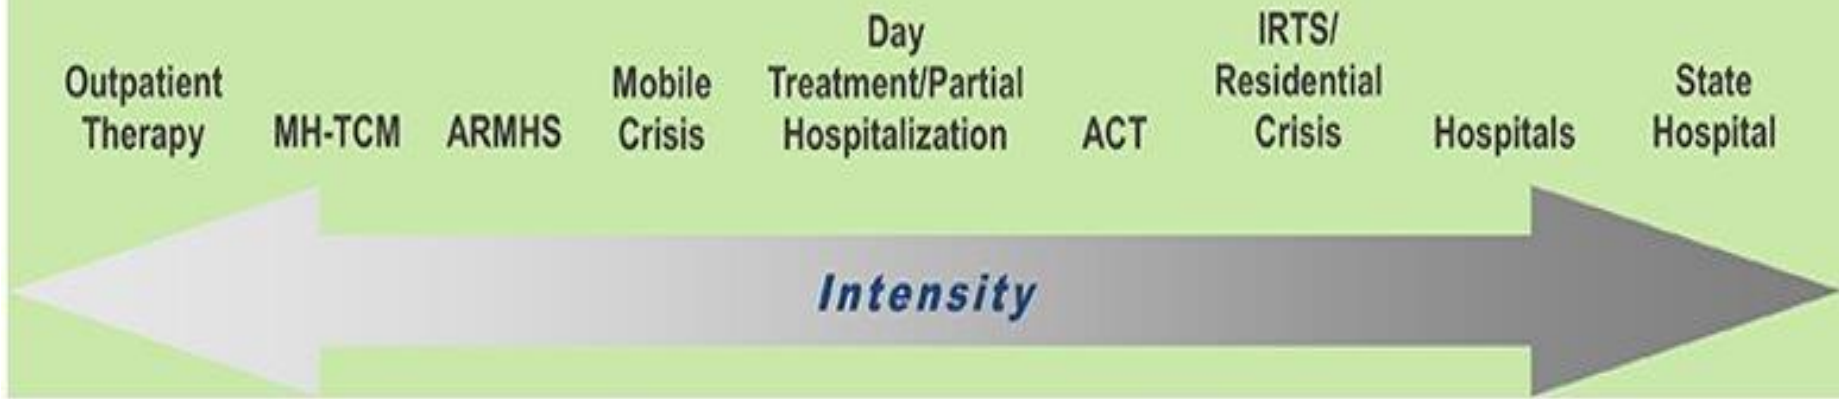 Outpatient
Therapy
MH-TCM
ARMHS
Mobile
Crisis
Day
Treatment/Partial
Hospitalization
ACT
IRTS/
Residential
Crisis
Hospitals
State
Hospital
Intensity